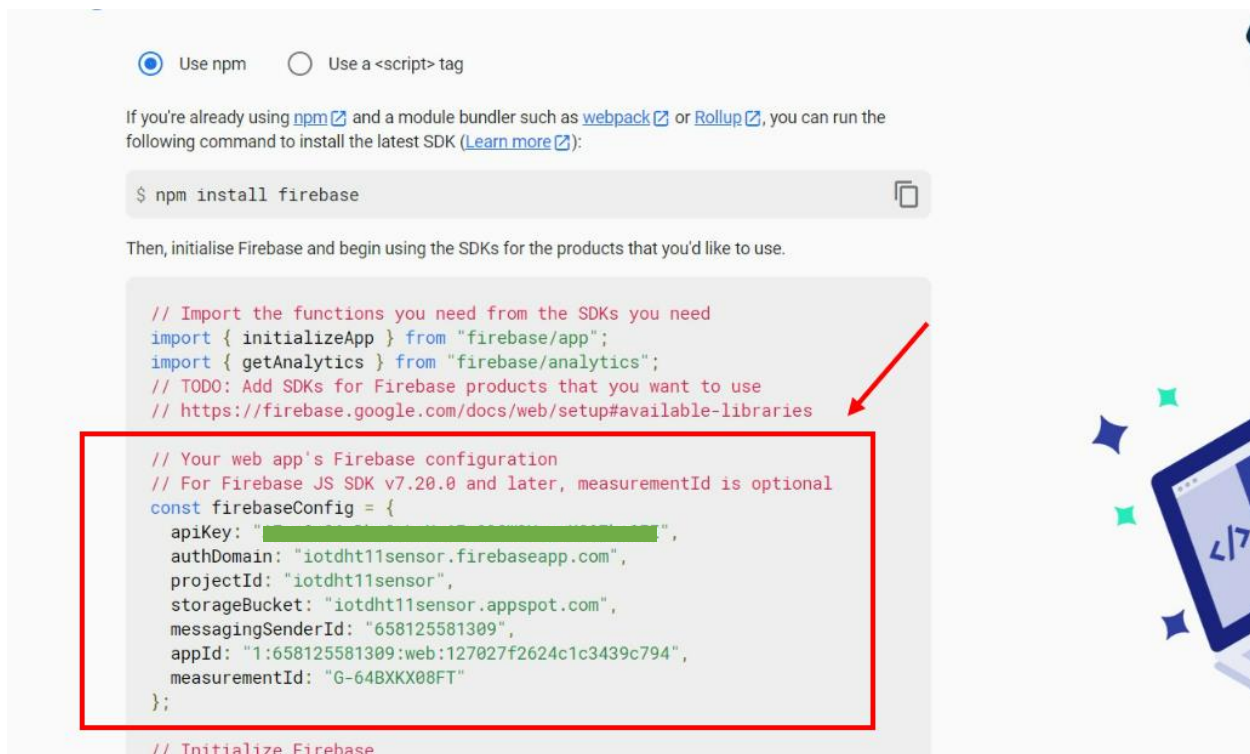 Use npm Use a <script> tag
If you're already using npm and a module bundler such as webpack or Rollup, you can run the
following command to install the latest SDK (Learn more):
$ npm install firebase
Then, initialise Firebase and begin using the SDKs for the products that you'd like to use.
// Import the functions you need from the SDKs you need
import { initializeApp } from "firebase/app";
import { getAnalytics } from "firebase/analytics";
// TODO: Add SDKs for Firebase products that you want to use
// https://firebase.google.com/docs/web/setup#available-libraries
// Your web app's Firebase configuration
// For Firebase JS SDK v7.20.0 and later, measurementId is optional
const firebaseConfig = {
apiKey: "",
authDomain: "iotdht11sensor.firebaseapp.com",
projectId: "iotdht11sensor",
storageBucket: "iotdht11sensor.appspot.com",
messagingSenderId: "658125581309",
appId: "1:658125581309:web:127027f2624c1c3439c794",
measurementId: "G-64BXKX08FT"
};
// Initialize Firebase
</>